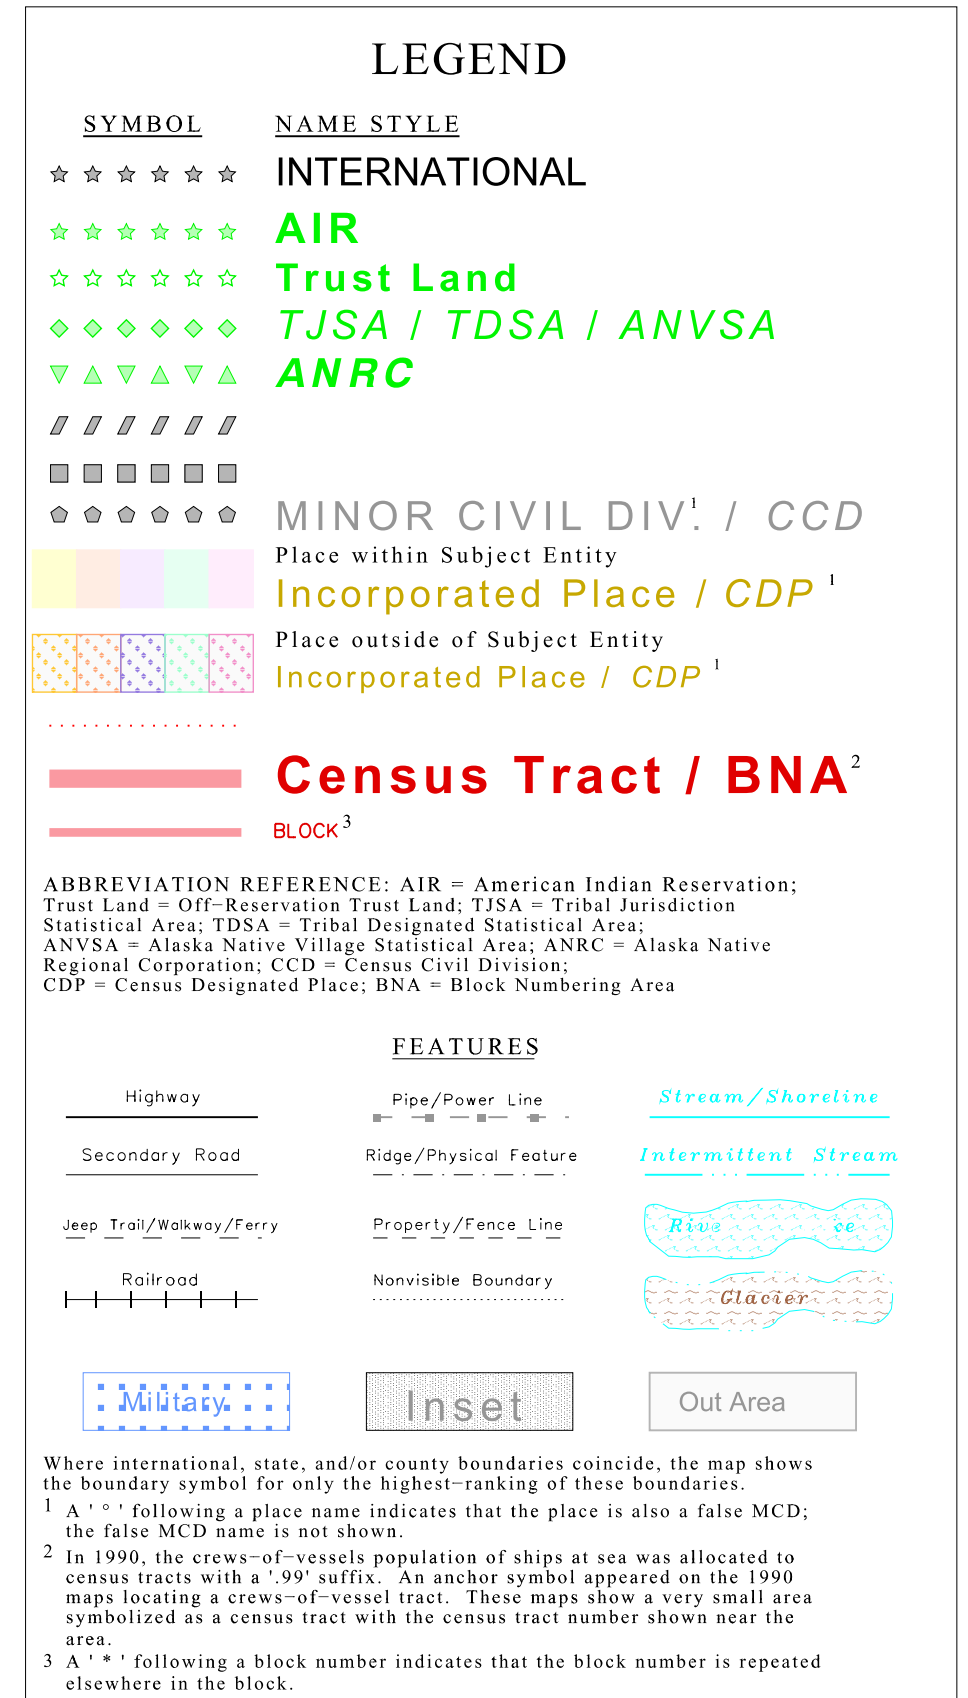 LEGEND
SYMBOL NAME STYLE
INTERNATIONAL
AIR
Trust Land
TJSA / TDSA / ANVSA
ANRC
MINOR CIVIL DIV.¹ / CCD
Place within Subject Entity
Incorporated Place / CDP ¹
Place outside of Subject Entity
Incorporated Place / CDP ¹
Census Tract / BNA²
BLOCK³
ABBREVIATION REFERENCE: AIR = American Indian Reservation;
Trust Land = Off−Reservation Trust Land; TJSA = Tribal Jurisdiction
Statistical Area; TDSA = Tribal Designated Statistical Area;
ANVSA = Alaska Native Village Statistical Area; ANRC = Alaska Native
Regional Corporation; CCD = Census Civil Division;
CDP = Census Designated Place; BNA = Block Numbering Area
FEATURES
Highway Pipe/Power Line Stream/Shoreline
Secondary Road Ridge/Physical Feature Intermittent Stream
Jeep Trail/Walkway/Ferry Property/Fence Line Rive ce
Railroad Nonvisible Boundary Glacier
Military Inset Out Area
Where international, state, and/or county boundaries coincide, the map shows
the boundary symbol for only the highest−ranking of these boundaries.
1 A ' ° ' following a place name indicates that the place is also a false MCD;
the false MCD name is not shown.
2 In 1990, the crews−of−vessels population of ships at sea was allocated to
census tracts with a '.99' suffix. An anchor symbol appeared on the 1990
maps locating a crews−of−vessel tract. These maps show a very small area
symbolized as a census tract with the census tract number shown near the
area.
3 A ' * ' following a block number indicates that the block number is repeated
elsewhere in the block.